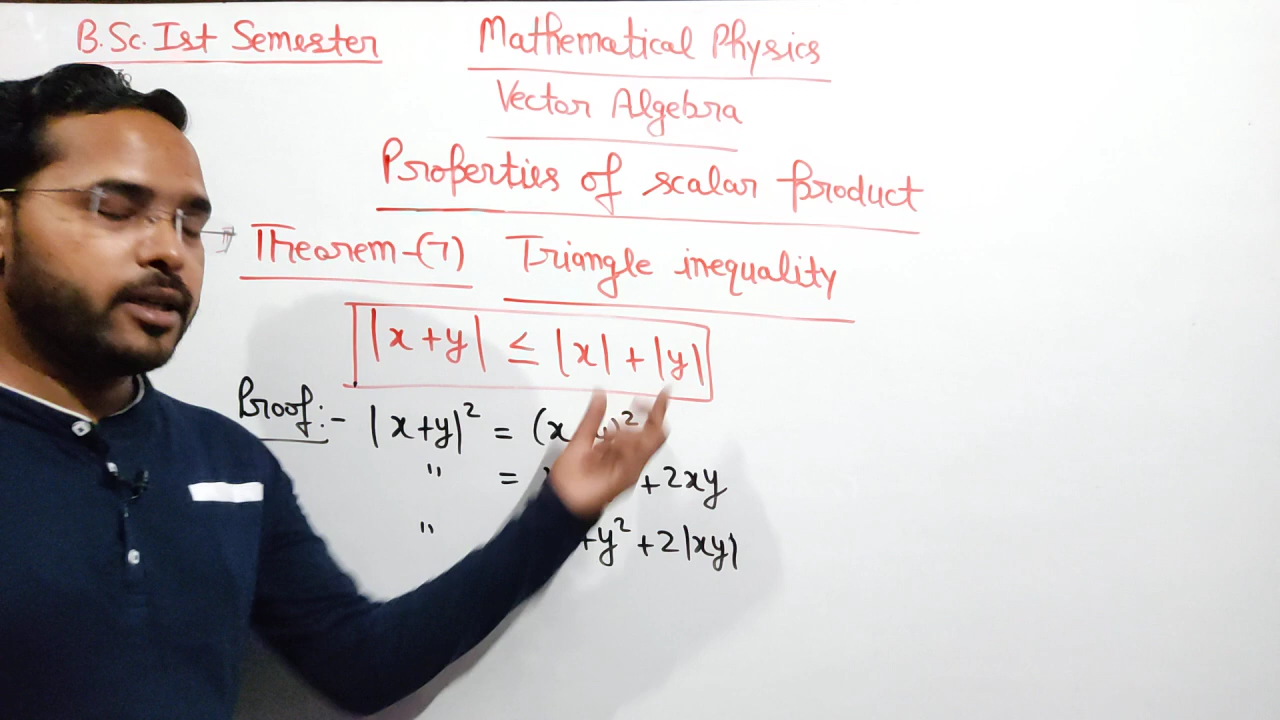 B.Sc. Ist Semester
Mathematical Physics
Vector Algebra
Properties of scalar product
Theorem-(7) Triangle inequality
|x+y| ≤ |x|+|y|
Proof:- |x+y|² = (x )²
" = +2xy
" +y²+2|xy|